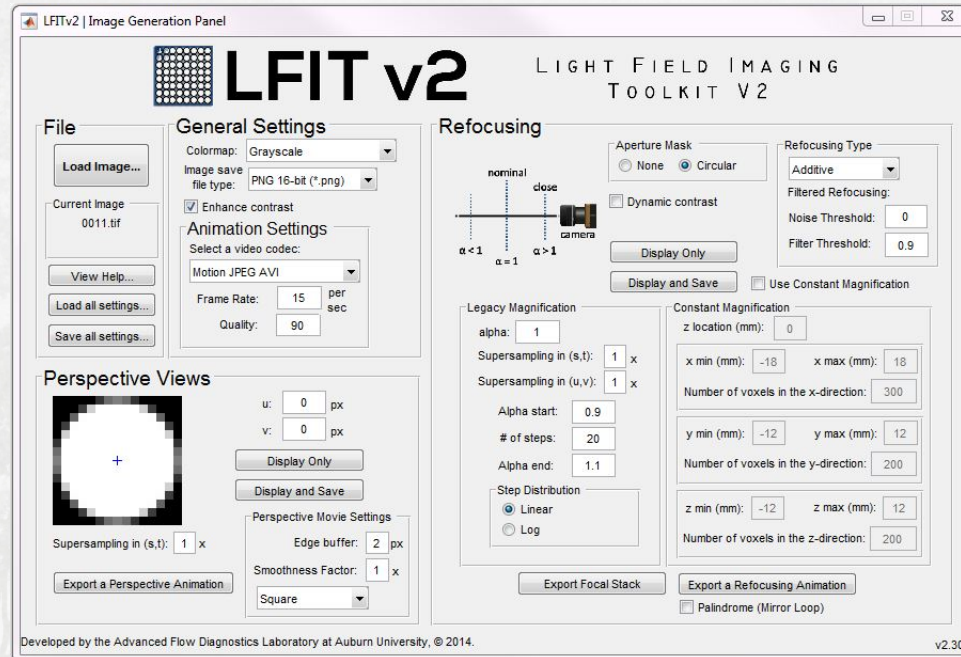 LFITv2 | Image Generation Panel
LFIT v2
LIGHT FIELD IMAGING
TOOLKIT V2
File
Load Image...
Current Image
0011.tif
View Help...
Load all settings...
Save all settings...
General Settings
Colormap: Grayscale
Image save
file type: PNG 16-bit (*.png)
Enhance contrast
Animation Settings
Select a video codec:
Motion JPEG AVI
Frame Rate: 15 per
sec
Quality: 90
Perspective Views
u: 0 px
v: 0 px
Display Only
Display and Save
Supersampling in (s,t): 1 x
Export a Perspective Animation
Perspective Movie Settings
Edge buffer: 2 px
Smoothness Factor: 1 x
Square
Refocusing
nominal
close
camera
α < 1
α = 1
α > 1
Aperture Mask
None Circular
Dynamic contrast
Display Only
Display and Save
Refocusing Type
Additive
Filtered Refocusing:
Noise Threshold: 0
Filter Threshold: 0.9
Use Constant Magnification
Legacy Magnification
alpha: 1
Supersampling in (s,t): 1 x
Supersampling in (u,v): 1 x
Alpha start: 0.9
# of steps: 20
Alpha end: 1.1
Step Distribution
Linear
Log
Constant Magnification
z location (mm): 0
x min (mm): -18 x max (mm): 18
Number of voxels in the x-direction: 300
y min (mm): -12 y max (mm): 12
Number of voxels in the y-direction: 200
z min (mm): -12 z max (mm): 12
Number of voxels in the z-direction: 200
Export Focal Stack
Export a Refocusing Animation
Palindrome (Mirror Loop)
Developed by the Advanced Flow Diagnostics Laboratory at Auburn University, © 2014.
v2.30